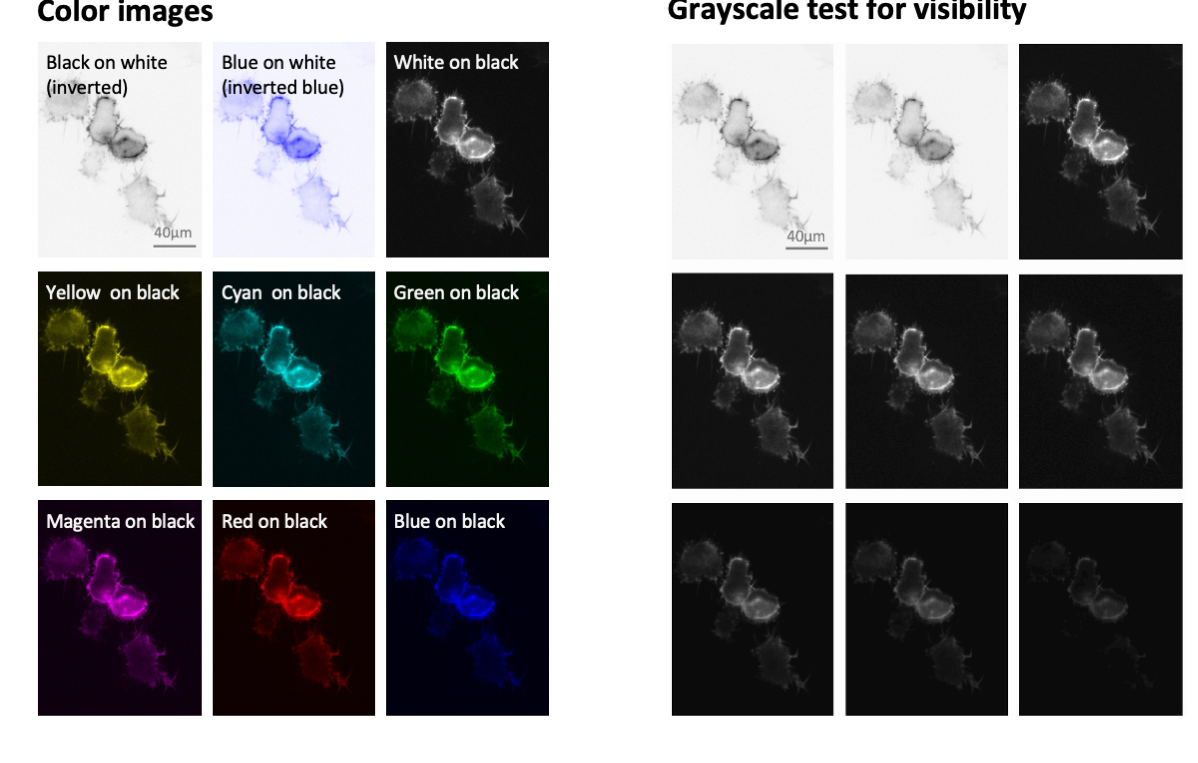 Color images
Grayscale test for visibility
Black on white
(inverted)
Blue on white
(inverted blue)
White on black
40μm
40μm
Yellow on black
Cyan on black
Green on black
Magenta on black
Red on black
Blue on black